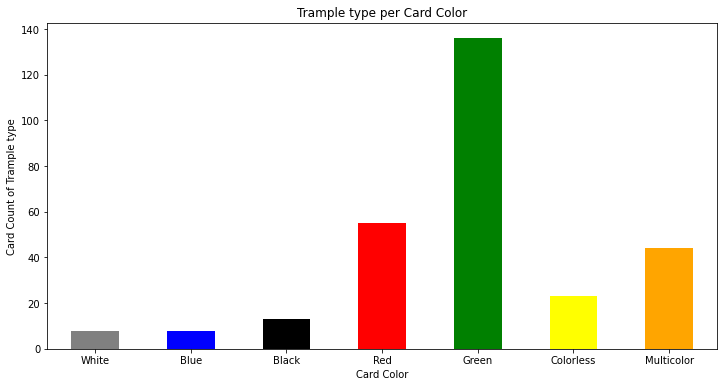 Trample type per Card Color
Card Count of Trample type
140
120
100
80
60
40
20
0
White Blue Black Red Green Colorless Multicolor
Card Color